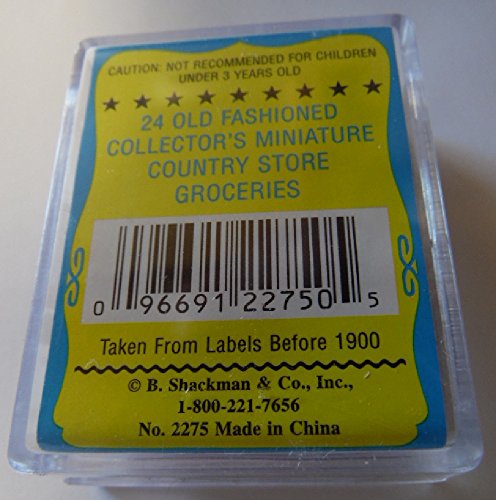 CAUTION: NOT RECOMMENDED FOR CHILDREN
UNDER 3 YEARS OLD
24 OLD FASHIONED
COLLECTOR'S MINIATURE
COUNTRY STORE
GROCERIES
0 96691 22750 5
Taken From Labels Before 1900
© B. Shackman & Co., Inc.,
1-800-221-7656
No. 2275 Made in China